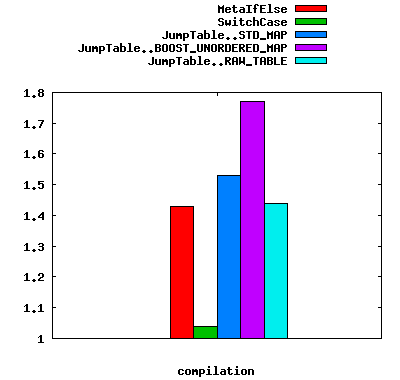 MetaIfElse
SwitchCase
JumpTable..STD_MAP
JumpTable..BOOST_UNORDERED_MAP
JumpTable..RAW_TABLE
1.8
1.7
1.6
1.5
1.4
1.3
1.2
1.1
1
compilation